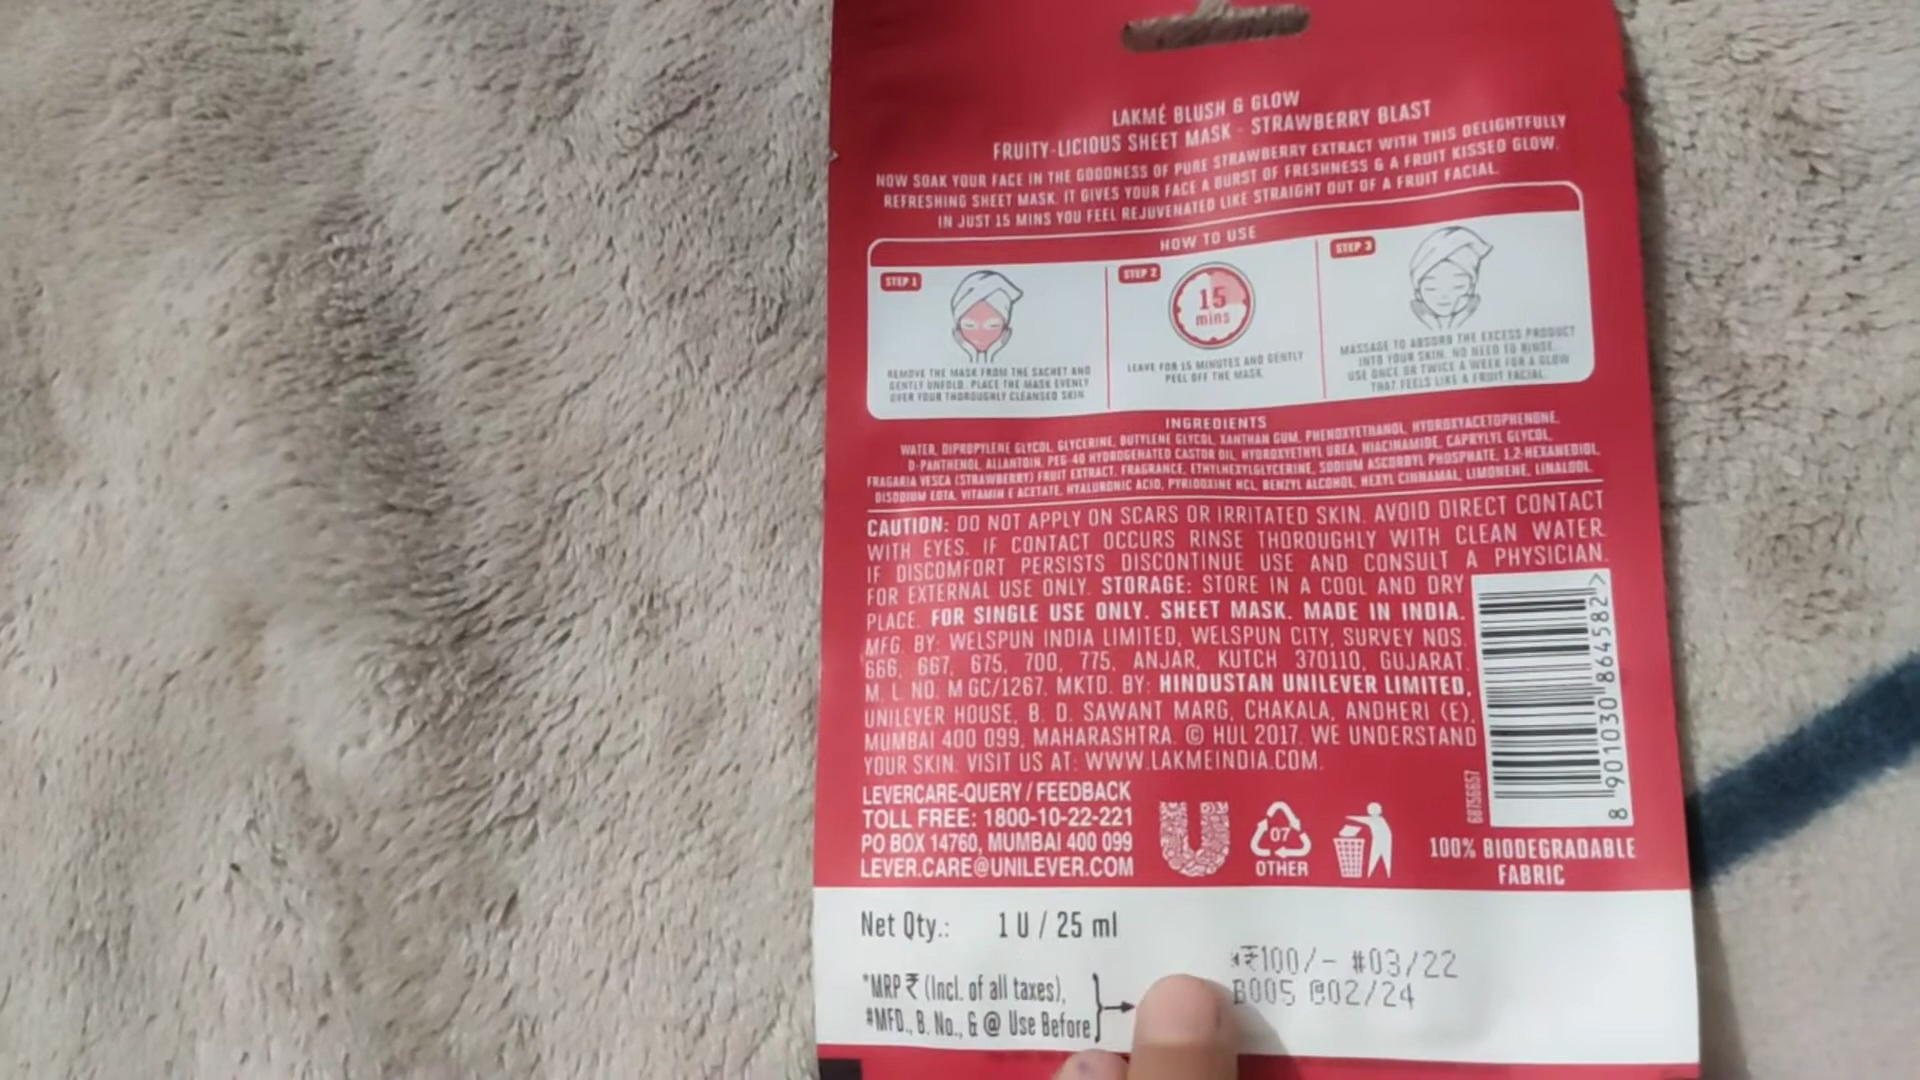 LAKMÉ BLUSH & GLOW
FRUITY-LICIOUS SHEET MASK - STRAWBERRY BLAST
NOW SOAK YOUR FACE IN THE GOODNESS OF PURE STRAWBERRY EXTRACT WITH THIS DELIGHTFULLY
REFRESHING SHEET MASK. IT GIVES YOUR FACE A BURST OF FRESHNESS & A FRUIT KISSED GLOW.
IN JUST 15 MINS YOU FEEL REJUVENATED LIKE STRAIGHT OUT OF A FRUIT FACIAL.
HOW TO USE
STEP 1
REMOVE THE MASK FROM THE SACHET AND
GENTLY UNFOLD. PLACE THE MASK EVENLY
OVER YOUR THOROUGHLY CLEANSED SKIN
STEP 2
15
mins
LEAVE FOR 15 MINUTES AND GENTLY
PEEL OFF THE MASK
STEP 3
MASSAGE TO ABSORB THE EXCESS PRODUCT
INTO YOUR SKIN. NO NEED TO RINSE.
USE ONCE OR TWICE A WEEK FOR A GLOW
THAT FEELS LIKE A FRUIT FACIAL.
INGREDIENTS
WATER, DIPROPYLENE GLYCOL, GLYCERINE, BUTYLENE GLYCOL, XANTHAN GUM, PHENOXYETHANOL, HYDROXYACETOPHENONE,
D-PANTHENOL, ALLANTOIN, PEG-40 HYDROGENATED CASTOR OIL, HYDROXYETHYL UREA, NIACINAMIDE, CAPRYLYL GLYCOL,
FRAGARIA VESCA (STRAWBERRY) FRUIT EXTRACT, FRAGRANCE, ETHYLHEXYLGLYCERINE, SODIUM ASCORBYL PHOSPHATE, 1,2-HEXANEDIOL,
DISODIUM EDTA, VITAMIN E ACETATE, HYALURONIC ACID, PYRIDOXINE HCL, BENZYL ALCOHOL, HEXYL CINNAMAL, LIMONENE, LINALOOL.
CAUTION: DO NOT APPLY ON SCARS OR IRRITATED SKIN. AVOID DIRECT CONTACT
WITH EYES. IF CONTACT OCCURS RINSE THOROUGHLY WITH CLEAN WATER.
IF DISCOMFORT PERSISTS DISCONTINUE USE AND CONSULT A PHYSICIAN.
FOR EXTERNAL USE ONLY. STORAGE: STORE IN A COOL AND DRY
PLACE. FOR SINGLE USE ONLY. SHEET MASK. MADE IN INDIA.
MFG. BY: WELSPUN INDIA LIMITED, WELSPUN CITY, SURVEY NOS.
666, 667, 675, 700, 775, ANJAR, KUTCH 370110, GUJARAT.
M. L. NO. M GC/1267. MKTD. BY: HINDUSTAN UNILEVER LIMITED,
UNILEVER HOUSE, B. D. SAWANT MARG, CHAKALA, ANDHERI (E),
MUMBAI 400 099, MAHARASHTRA. © HUL 2017. WE UNDERSTAND
YOUR SKIN. VISIT US AT: WWW.LAKMEINDIA.COM.
8 901030 864582>
68756657
LEVERCARE-QUERY / FEEDBACK
TOLL FREE: 1800-10-22-221
PO BOX 14760, MUMBAI 400 099
LEVER.CARE@UNILEVER.COM
07
OTHER
100% BIODEGRADABLE
FABRIC
Net Qty.: 1 U / 25 ml
*MRP ₹ (Incl. of all taxes),
#MFD., B. No., & @ Use Before
*₹100/- #03/22
B005 @02/24